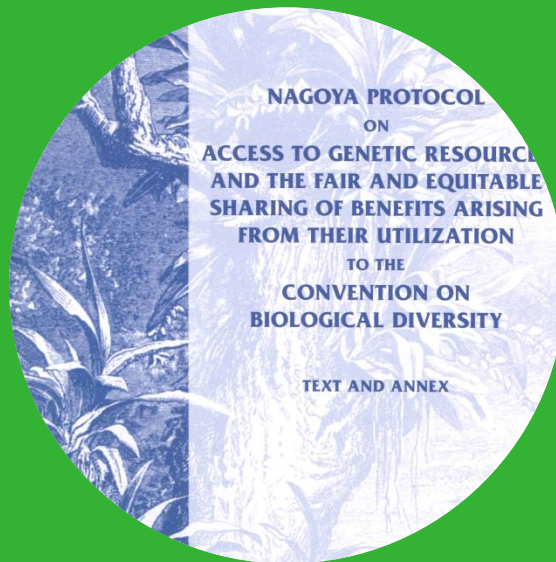 NAGOYA PROTOCOL
ON
ACCESS TO GENETIC RESOURCE
AND THE FAIR AND EQUITABLE
SHARING OF BENEFITS ARISING
FROM THEIR UTILIZATION
TO THE
CONVENTION ON
BIOLOGICAL DIVERSITY
TEXT AND ANNEX